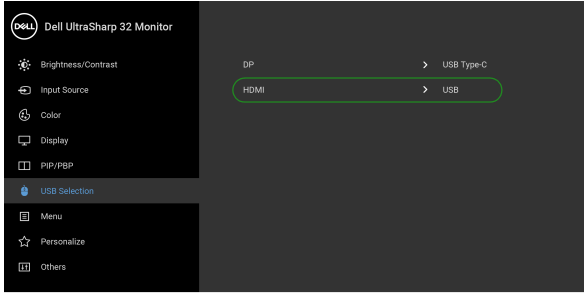 DELL
Dell UltraSharp 32 Monitor
Brightness/Contrast
Input Source
Color
Display
PIP/PBP
USB Selection
Menu
Personalize
Others
DP > USB Type-C
HDMI > USB